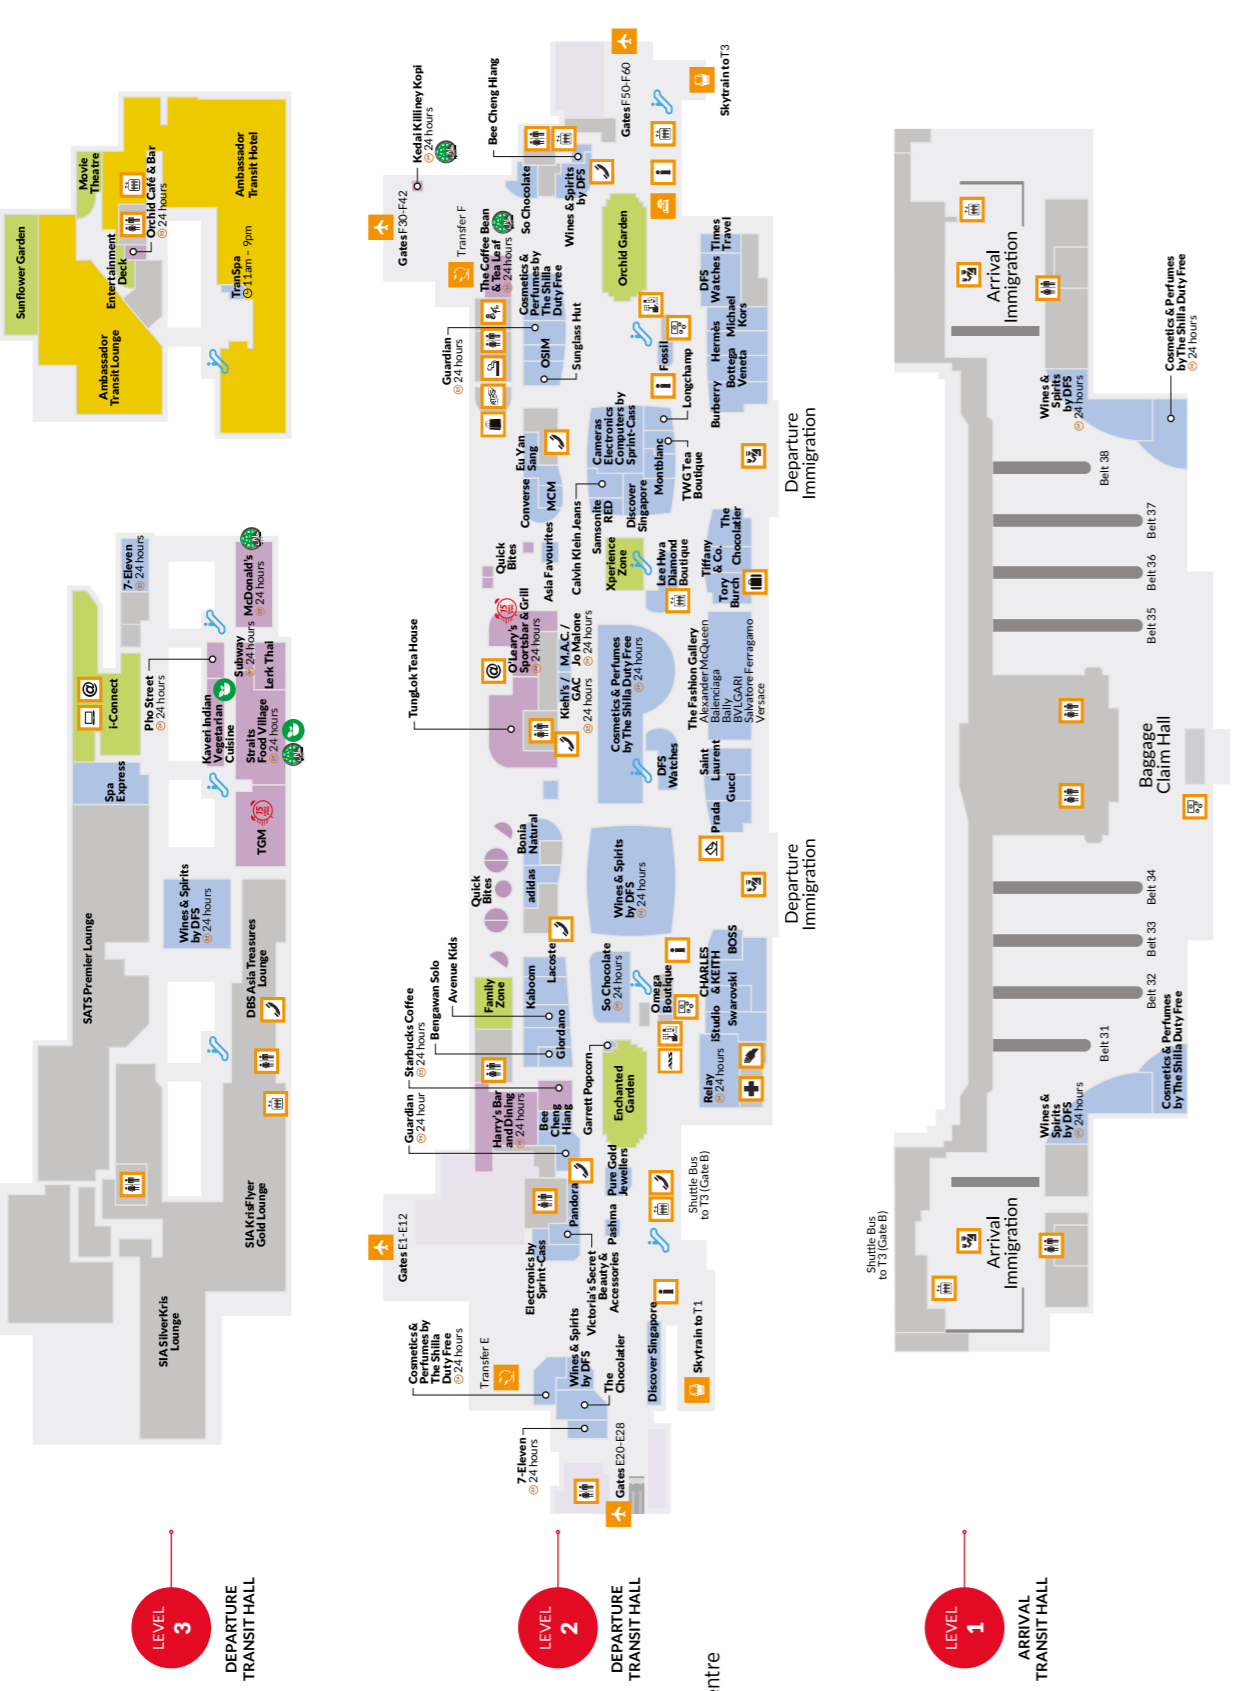 LEVEL
3
DEPARTURE
TRANSIT HALL
SIA SilverKris
Lounge
SIA KrisFlyer
Gold Lounge
SATS Premier Lounge
DBS Asia Treasures
Lounge
Wines & Spirits
by DFS
24 hours
Spa
Express
TGM
15
i-Connect
@
Pho Street
24 hours
Kaveri Indian
Vegetarian
Cuisine
Straits
Food Village
24 hours
Subway
24 hours
Lerk Thai
7-Eleven
24 hours
McDonald's
24 hours
Sunflower Garden
Ambassador
Transit Lounge
Entertainment
Deck
Movie
Theatre
Orchid Café & Bar
24 hours
TranSpa
11am – 9pm
Ambassador
Transit Hotel
LEVEL
2
DEPARTURE
TRANSIT HALL
entre
7-Eleven
24 hours
Gates E20-E28
Cosmetics &
Perfumes by
The Shilla
Duty Free
24 hours
Transfer E
Wines & Spirits
by DFS
The
Chocolatier
Discover Singapore
Skytrain to T1
Gates E1-E12
Electronics by
Sprint-Cass
Victoria's Secret
Beauty &
Accessories
Pandora
Pashma
Pure Gold
Jewellers
Shuttle Bus
to T3 (Gate B)
Guardian
24 hour
Starbucks Coffee
24 hours
Bengawan Solo
Avenue Kids
Harry's Bar
and Dining
24 hours
Bee
Cheng
Hiang
Garrett Popcorn
Enchanted
Garden
Family
Zone
Giordano
Kaboom
Lacoste
So Chocolate
24 hours
Omega
Boutique
Relay
24 hours
iStudio
Swarovski
CHARLES
& KEITH
BOSS
Quick
Bites
adidas
Bonia
Natural
Wines & Spirits
by DFS
24 hours
Departure
Immigration
Prada
Gucci
Saint
Laurent
DFS
Watches
TungLok Tea House
@
O'Leary's
Sportsbar & Grill
24 hours
15
Kiehl's /
GAC
24 hours
M.A.C. /
Jo Malone
24 hours
Cosmetics & Perfumes
by The Shilla Duty Free
24 hours
The Fashion Gallery
Alexander McQueen
Balenciaga
Bally
BVLGARI
Salvatore Ferragamo
Versace
Quick
Bites
Asia Favourites
Calvin Klein Jeans
Xperience
Zone
Lee Hwa
Diamond
Boutique
Tory
Burch
Tiffany
& Co.
The
Chocolatier
Converse
MCM
Eu Yan
Sang
Samsonite
RED
Discover
Singapore
Cameras
Electronics
Computers by
Sprint-Cass
Montblanc
TWG Tea
Boutique
Longchamp
Departure
Immigration
Guardian
24 hours
OSIM
Sunglass Hut
Fossil
Burberry
Bottega
Veneta
Hermès
Michael
Kors
DFS
Watches
Times
Travel
Cosmetics &
Perfumes by
The Shilla
Duty Free
The Coffee Bean
& Tea Leaf
24 hours
Transfer F
Gates F30-F42
Kedai Killiney Kopi
24 hours
So Chocolate
Wines & Spirits
by DFS
Bee Cheng Hiang
Orchid Garden
Gates F50-F60
Skytrain to T3
LEVEL
1
ARRIVAL
TRANSIT HALL
Shuttle Bus
to T3 (Gate B)
Arrival
Immigration
Wines &
Spirits
by DFS
24 hours
Cosmetics & Perfumes
by The Shilla Duty Free
Belt 31
Belt 32
Belt 33
Belt 34
Baggage
Claim Hall
Belt 35
Belt 36
Belt 37
Belt 38
Wines &
Spirits
by DFS
24 hours
Arrival
Immigration
Cosmetics & Perfumes
by The Shilla Duty Free
24 hours